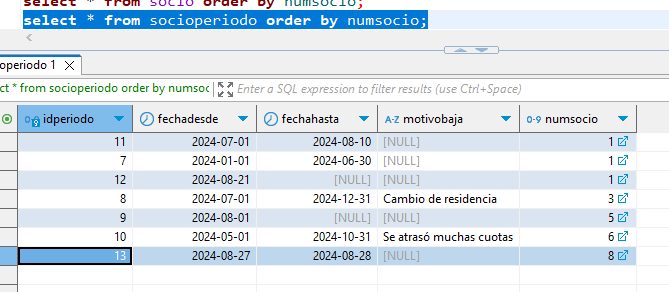 select * from socio order by numsocio;
select * from socioperiodo order by numsocio;
<
operiodo 1 X
ct * from socioperiodo order by numsoc Enter a SQL expression to filter results (use Ctrl+Space)
0-9 idperiodo fechadesde fechahasta A-Z motivobaja 0-9 numsocio
11 2024-07-01 2024-08-10 [NULL] 1
7 2024-01-01 2024-06-30 [NULL] 1
12 2024-08-21 [NULL] [NULL] 1
8 2024-07-01 2024-12-31 Cambio de residencia 3
9 2024-08-01 [NULL] [NULL] 5
10 2024-05-01 2024-10-31 Se atrasó muchas cuotas 6
13 2024-08-27 2024-08-28 [NULL] 8